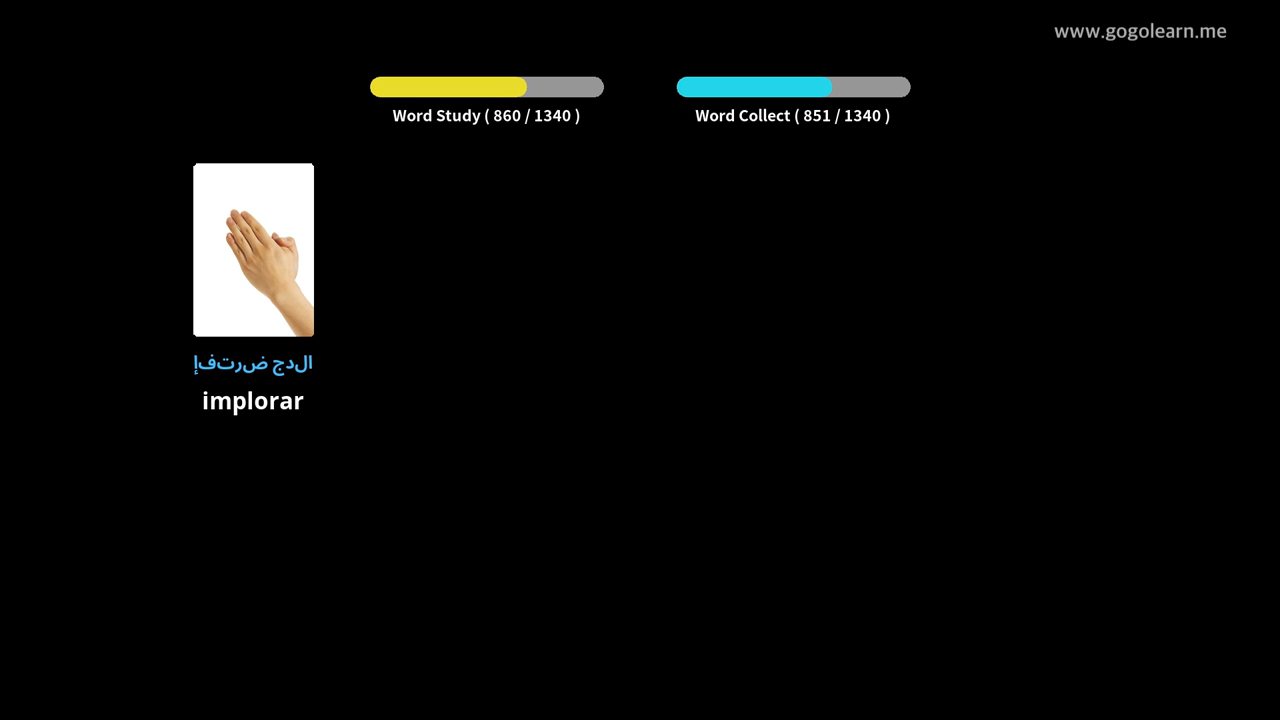 www.gogolearn.me
Word Study ( 860 / 1340 )
Word Collect ( 851 / 1340 )
الدج ضرتفإ
implorar